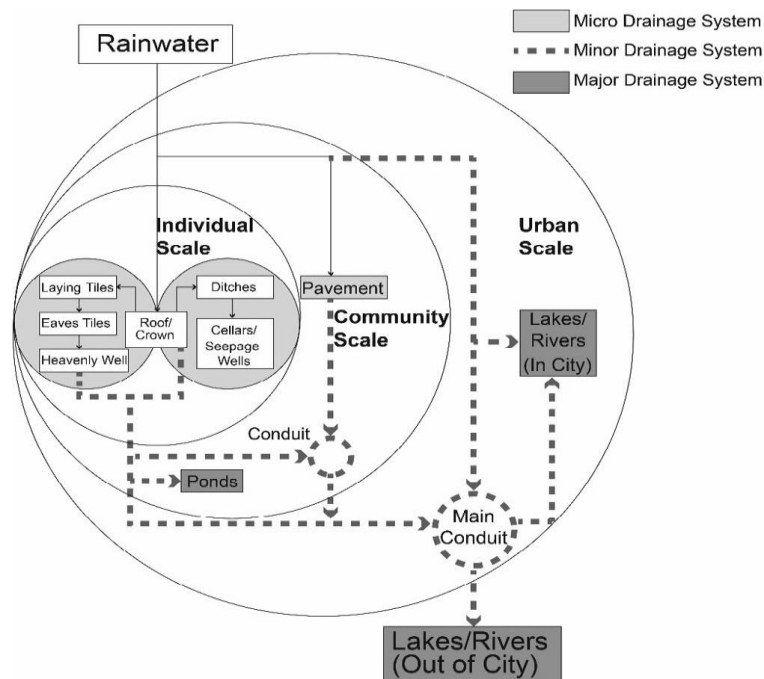 Rainwater
Micro Drainage System
Minor Drainage System
Major Drainage System
Individual
Scale
Urban
Scale
Laying Tiles
Eaves Tiles
Heavenly Well
Roof/
Crown
Ditches
Cellars/
Seepage
Wells
Pavement
Community
Scale
Lakes/
Rivers
(In City)
Conduit
Ponds
Main
Conduit
Lakes/Rivers
(Out of City)